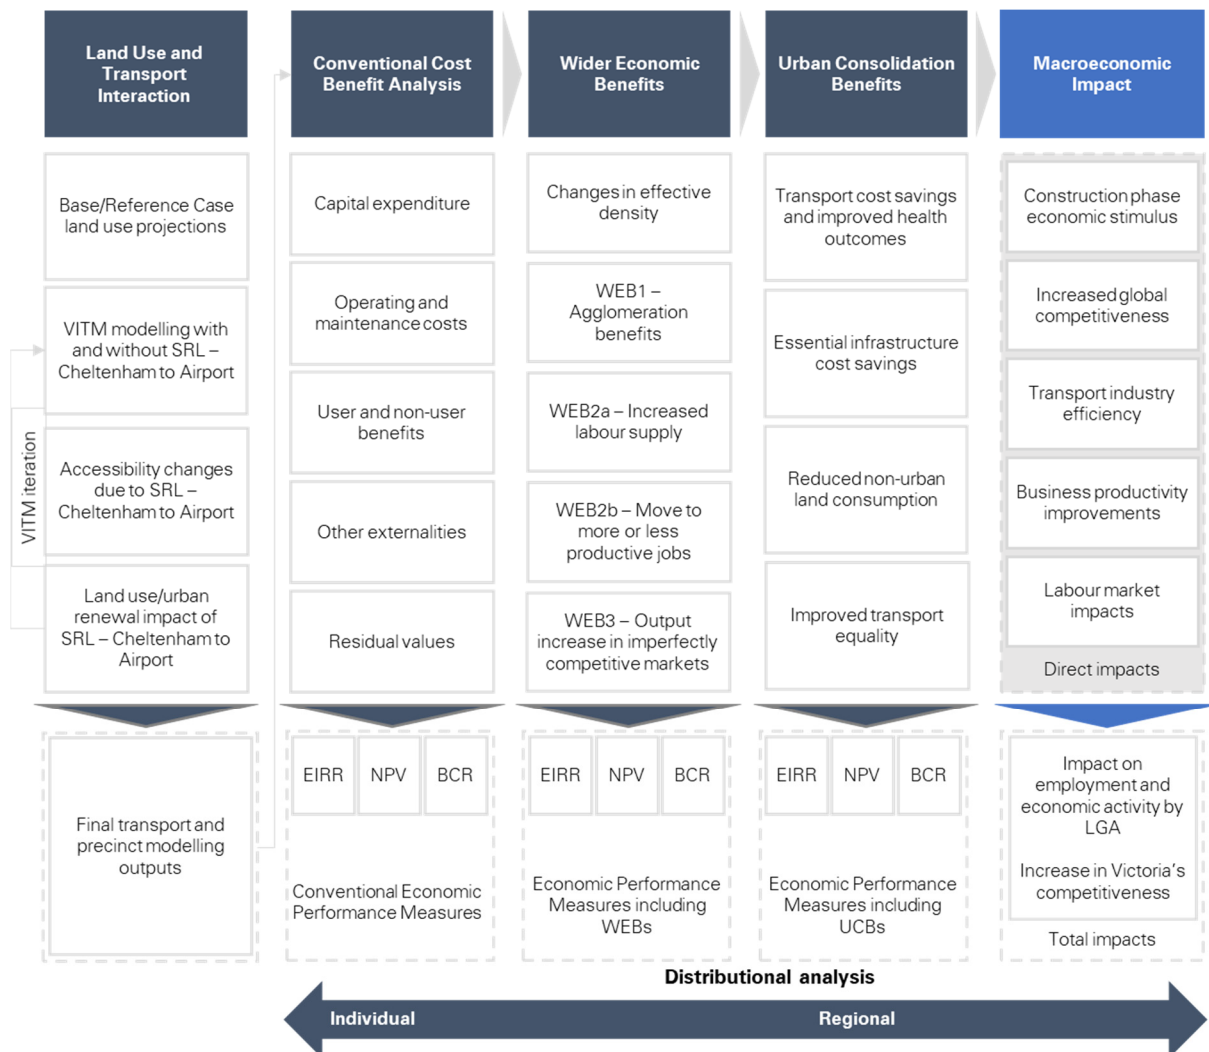 Land Use and
Transport
Interaction
Conventional Cost
Benefit Analysis
Wider Economic
Benefits
Urban Consolidation
Benefits
Macroeconomic
Impact
Base/Reference Case
land use projections
VITM modelling with
and without SRL –
Cheltenham to Airport
Accessibility changes
due to SRL –
Cheltenham to Airport
Land use/urban
renewal impact of
SRL – Cheltenham to
Airport
VITM iteration
Final transport and
precinct modelling
outputs
Capital expenditure
Operating and
maintenance costs
User and non-user
benefits
Other externalities
Residual values
EIRR
NPV
BCR
Conventional Economic
Performance Measures
Changes in effective
density
WEB1 –
Agglomeration
benefits
WEB2a – Increased
labour supply
WEB2b – Move to
more or less
productive jobs
WEB3 – Output
increase in imperfectly
competitive markets
EIRR
NPV
BCR
Economic Performance
Measures including
WEBs
Transport cost savings
and improved health
outcomes
Essential infrastructure
cost savings
Reduced non-urban
land consumption
Improved transport
equality
EIRR
NPV
BCR
Economic Performance
Measures including
UCBs
Construction phase
economic stimulus
Increased global
competitiveness
Transport industry
efficiency
Business productivity
improvements
Labour market
impacts
Direct impacts
Impact on
employment and
economic activity by
LGA
Increase in Victoria's
competitiveness
Total impacts
Distributional analysis
Individual
Regional